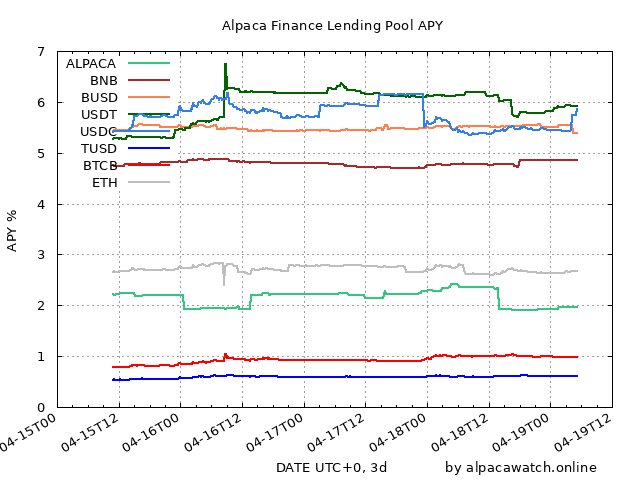 Alpaca Finance Lending Pool APY
7
6
5
4
3
2
1
0
APY %
ALPACA
BNB
BUSD
USDT
USDC
TUSD
BTCB
ETH
04-15T00
04-15T12
04-16T00
04-16T12
04-17T00
04-17T12
04-18T00
04-18T12
04-19T00
04-19T12
DATE UTC+0, 3d by alpacawatch.online